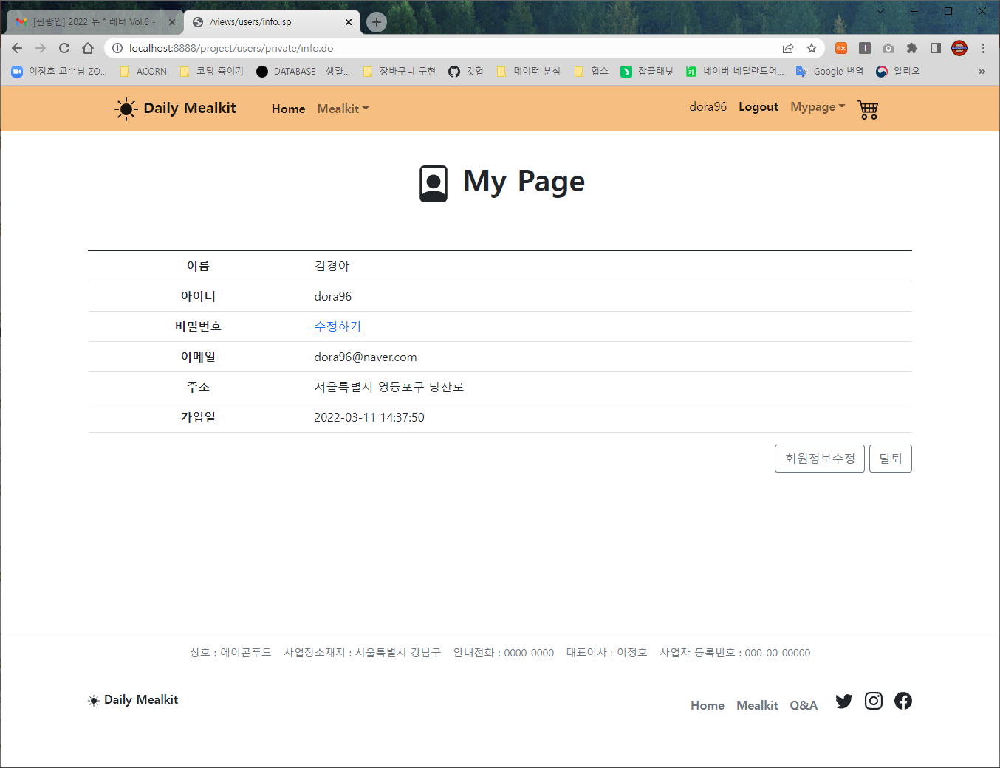 [관광인] 2022 뉴스레터 Vol.6 -
/views/users/info.jsp
localhost:8888/project/users/private/info.do
이정호 교수님 ZO... ACORN 코딩 죽이기 DATABASE - 생활... 장바구니 구현 깃헙 데이터 분석 헙스 잡플래닛 네이버 네덜란드어... Google 번역 알리오 »
Daily Mealkit Home Mealkit dora96 Logout Mypage
My Page
이름 김경아
아이디 dora96
비밀번호 수정하기
이메일 dora96@naver.com
주소 서울특별시 영등포구 당산로
가입일 2022-03-11 14:37:50
회원정보수정 탈퇴
상호 : 에이콘푸드 사업장소재지 : 서울특별시 강남구 안내전화 : 0000-0000 대표이사 : 이정호 사업자 등록번호 : 000-00-00000
Daily Mealkit Home Mealkit Q&A